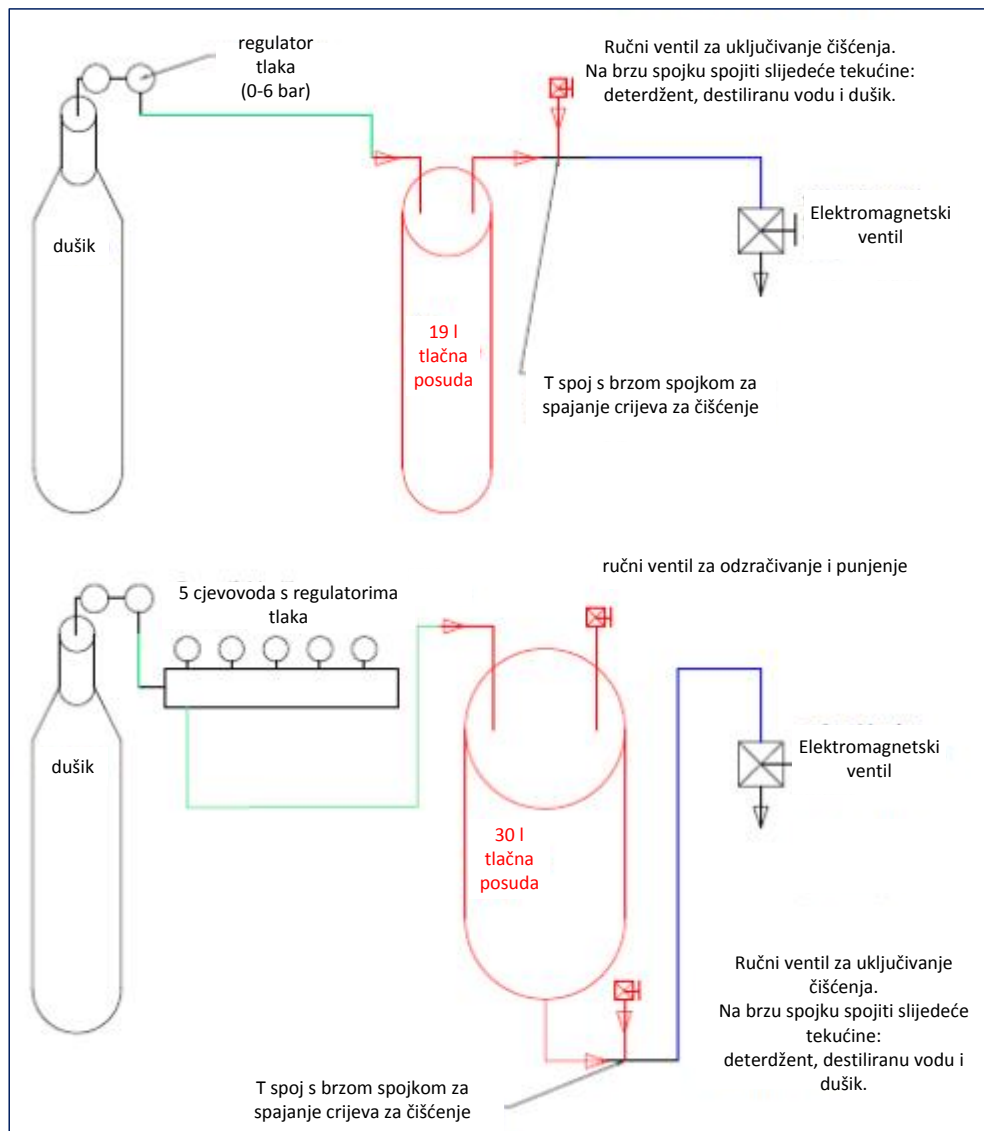 regulator
tlaka
(0-6 bar)
Ručni ventil za uključivanje čišćenja.
Na brzu spojku spojiti slijedeće tekućine:
deterdžent, destiliranu vodu i dušik.
dušik
Elektromagnetski
ventil
19 l
tlačna
posuda
T spoj s brzom spojkom za
spajanje crijeva za čišćenje
5 cjevovoda s regulatorima
tlaka
ručni ventil za odzračivanje i punjenje
dušik
Elektromagnetski
ventil
30 l
tlačna
posuda
Ručni ventil za uključivanje
čišćenja.
Na brzu spojku spojiti slijedeće
tekućine:
deterdžent, destiliranu vodu i
dušik.
T spoj s brzom spojkom za
spajanje crijeva za čišćenje